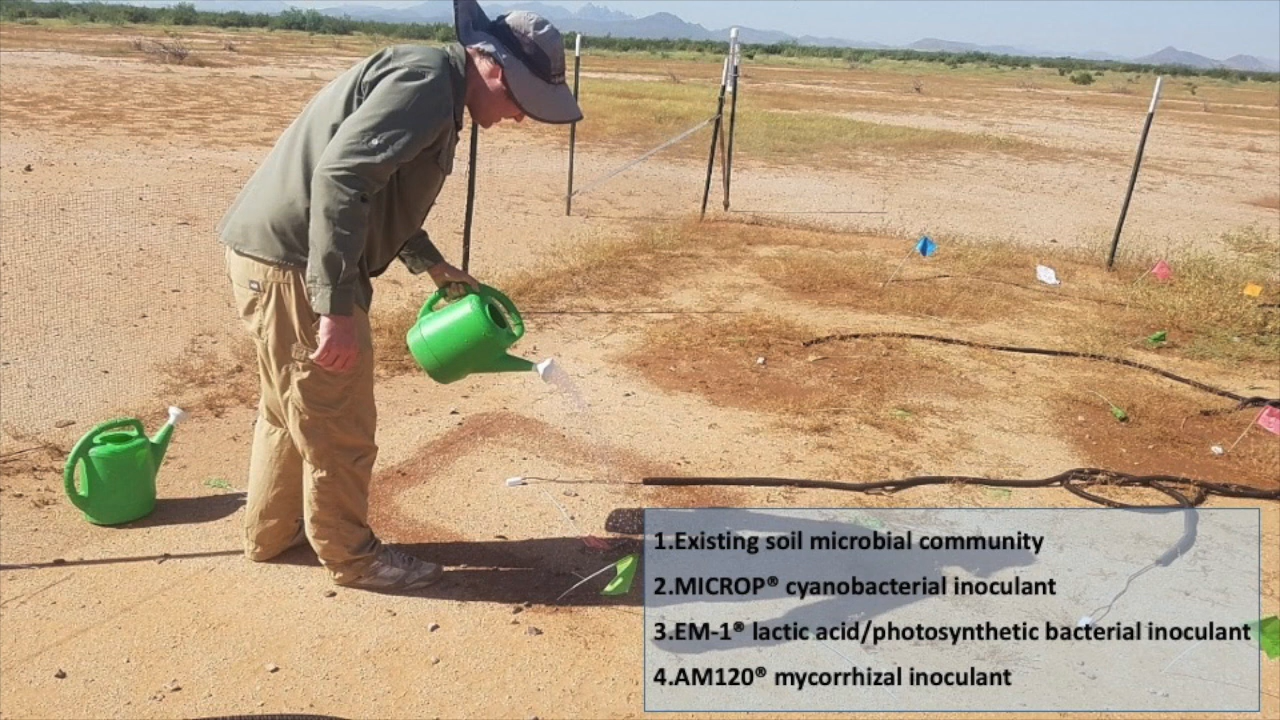 1.Existing soil microbial community
2.MICROP® cyanobacterial inoculant
3.EM-1® lactic acid/photosynthetic bacterial inoculant
4.AM120® mycorrhizal inoculant